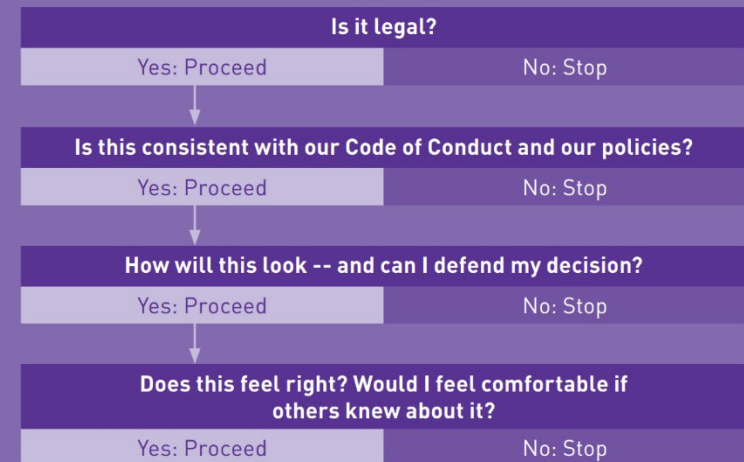 Is it legal?
Yes: Proceed No: Stop
Is this consistent with our Code of Conduct and our policies?
Yes: Proceed No: Stop
How will this look -- and can I defend my decision?
Yes: Proceed No: Stop
Does this feel right? Would I feel comfortable if
others knew about it?
Yes: Proceed No: Stop